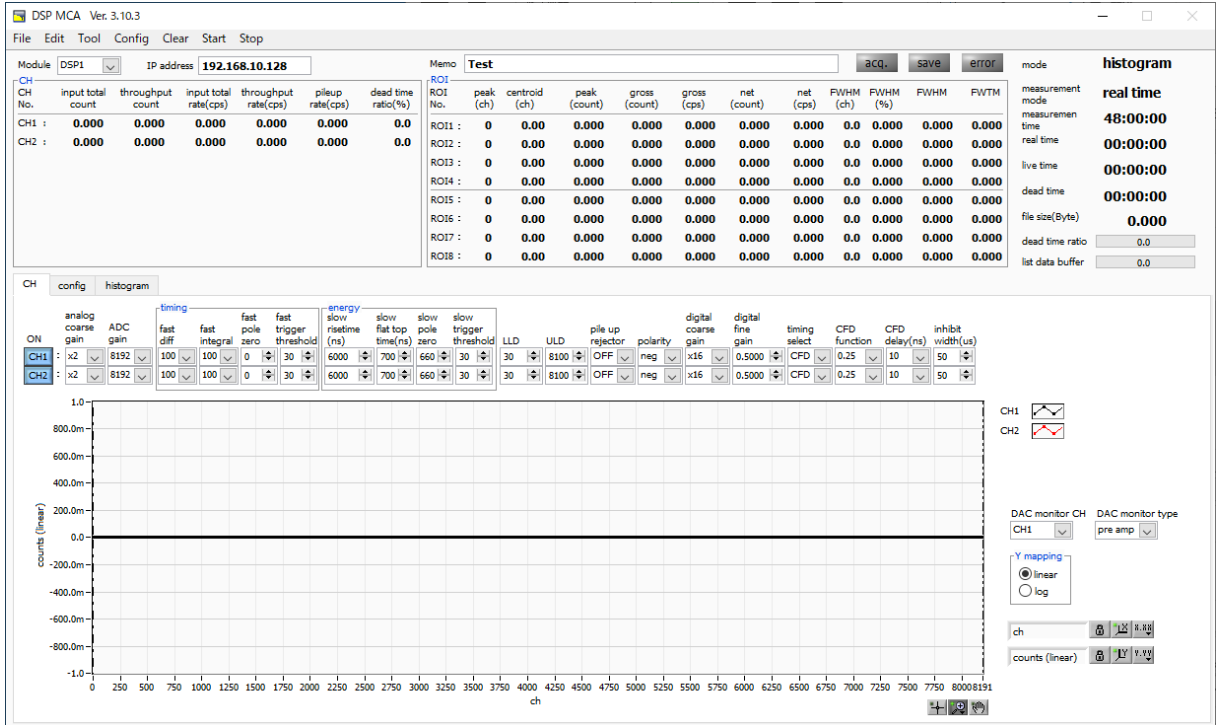 DSP MCA Ver. 3.10.3
File Edit Tool Config Clear Start Stop
Module DSP1 IP address 192.168.10.128 Memo Test acq. save error mode histogram
CH
CH No. input total count throughput count input total rate(cps) throughput rate(cps) pileup rate(cps) dead time ratio(%)
CH1 : 0.000 0.000 0.000 0.000 0.000 0.0
CH2 : 0.000 0.000 0.000 0.000 0.000 0.0
ROI
ROI No. peak (ch) centroid (ch) peak (count) gross (count) gross (cps) net (count) net (cps) FWHM (ch) FWHM (%) FWHM FWTM
ROI1 : 0 0.00 0.000 0.000 0.000 0.000 0.000 0.0 0.000 0.000 0.000
ROI2 : 0 0.00 0.000 0.000 0.000 0.000 0.000 0.0 0.000 0.000 0.000
ROI3 : 0 0.00 0.000 0.000 0.000 0.000 0.000 0.0 0.000 0.000 0.000
ROI4 : 0 0.00 0.000 0.000 0.000 0.000 0.000 0.0 0.000 0.000 0.000
ROI5 : 0 0.00 0.000 0.000 0.000 0.000 0.000 0.0 0.000 0.000 0.000
ROI6 : 0 0.00 0.000 0.000 0.000 0.000 0.000 0.0 0.000 0.000 0.000
ROI7 : 0 0.00 0.000 0.000 0.000 0.000 0.000 0.0 0.000 0.000 0.000
ROI8 : 0 0.00 0.000 0.000 0.000 0.000 0.000 0.0 0.000 0.000 0.000
measurement mode real time
measuremen time 48:00:00
real time 00:00:00
live time 00:00:00
dead time 00:00:00
file size(Byte) 0.000
dead time ratio 0.0
list data buffer 0.0
CH config histogram
timing energy
ON analog coarse gain ADC gain fast diff fast integral fast pole zero fast trigger threshold slow risetime (ns) slow flat top time(ns) slow pole zero slow trigger threshold LLD ULD pile up rejector polarity digital coarse gain digital fine gain timing select CFD function CFD delay(ns) inhibit width(us)
CH1 : x2 8192 100 100 0 30 6000 700 660 30 30 8100 OFF neg x16 0.5000 CFD 0.25 10 50
CH2 : x2 8192 100 100 0 30 6000 700 660 30 30 8100 OFF neg x16 0.5000 CFD 0.25 10 50
1.0
800.0m
600.0m
400.0m
200.0m
0.0
-200.0m
-400.0m
-600.0m
-800.0m
-1.0
counts (linear)
0 250 500 750 1000 1250 1500 1750 2000 2250 2500 2750 3000 3250 3500 3750 4000 4250 4500 4750 5000 5250 5500 5750 6000 6250 6500 6750 7000 7250 7500 7750 8000 8191
ch
CH1
CH2
DAC monitor CH DAC monitor type
CH1 pre amp
Y mapping
linear
log
ch X X.XX
counts (linear) Y Y.YY